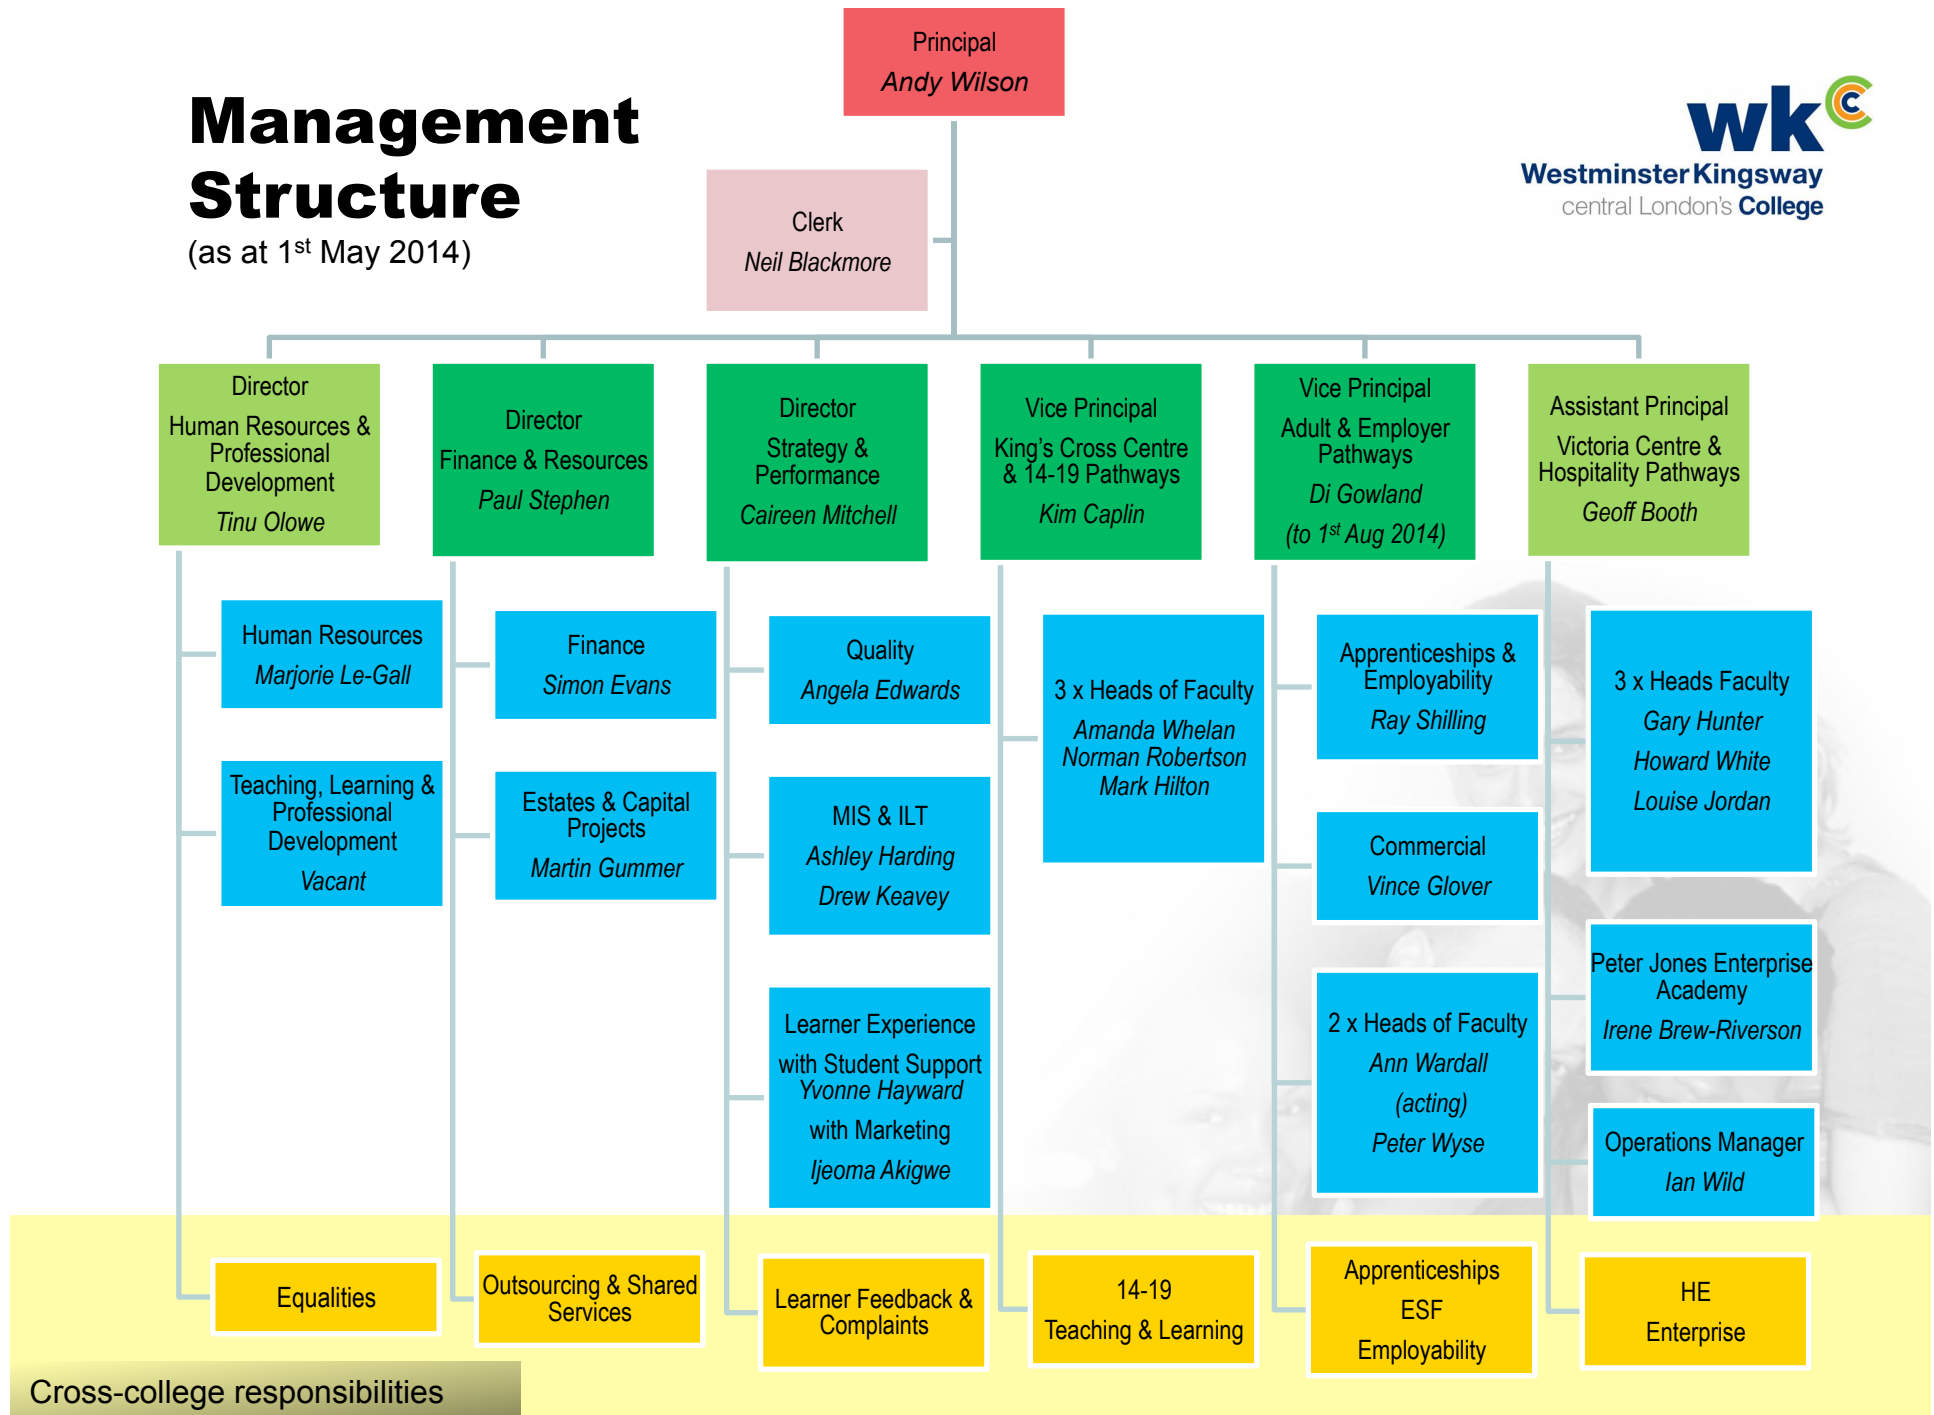 Principal
Andy Wilson
Management
Structure
(as at 1st May 2014)
wk
C
WestminsterKingsway
central London's College
Clerk
Neil Blackmore
Director
Human Resources &
Professional
Development
Tinu Olowe
Director
Finance & Resources
Paul Stephen
Director
Strategy &
Performance
Caireen Mitchell
Vice Principal
King's Cross Centre
& 14-19 Pathways
Kim Caplin
Vice Principal
Adult & Employer
Pathways
Di Gowland
(to 1st Aug 2014)
Assistant Principal
Victoria Centre &
Hospitality Pathways
Geoff Booth
Human Resources
Marjorie Le-Gall
Teaching, Learning &
Professional
Development
Vacant
Finance
Simon Evans
Estates & Capital
Projects
Martin Gummer
Quality
Angela Edwards
MIS & ILT
Ashley Harding
Drew Keavey
Learner Experience
with Student Support
Yvonne Hayward
with Marketing
Ijeoma Akigwe
3 x Heads of Faculty
Amanda Whelan
Norman Robertson
Mark Hilton
Apprenticeships &
Employability
Ray Shilling
Commercial
Vince Glover
2 x Heads of Faculty
Ann Wardall
(acting)
Peter Wyse
3 x Heads Faculty
Gary Hunter
Howard White
Louise Jordan
Peter Jones Enterprise
Academy
Irene Brew-Riverson
Operations Manager
Ian Wild
Equalities
Outsourcing & Shared
Services
Learner Feedback &
Complaints
14-19
Teaching & Learning
Apprenticeships
ESF
Employability
HE
Enterprise
Cross-college responsibilities